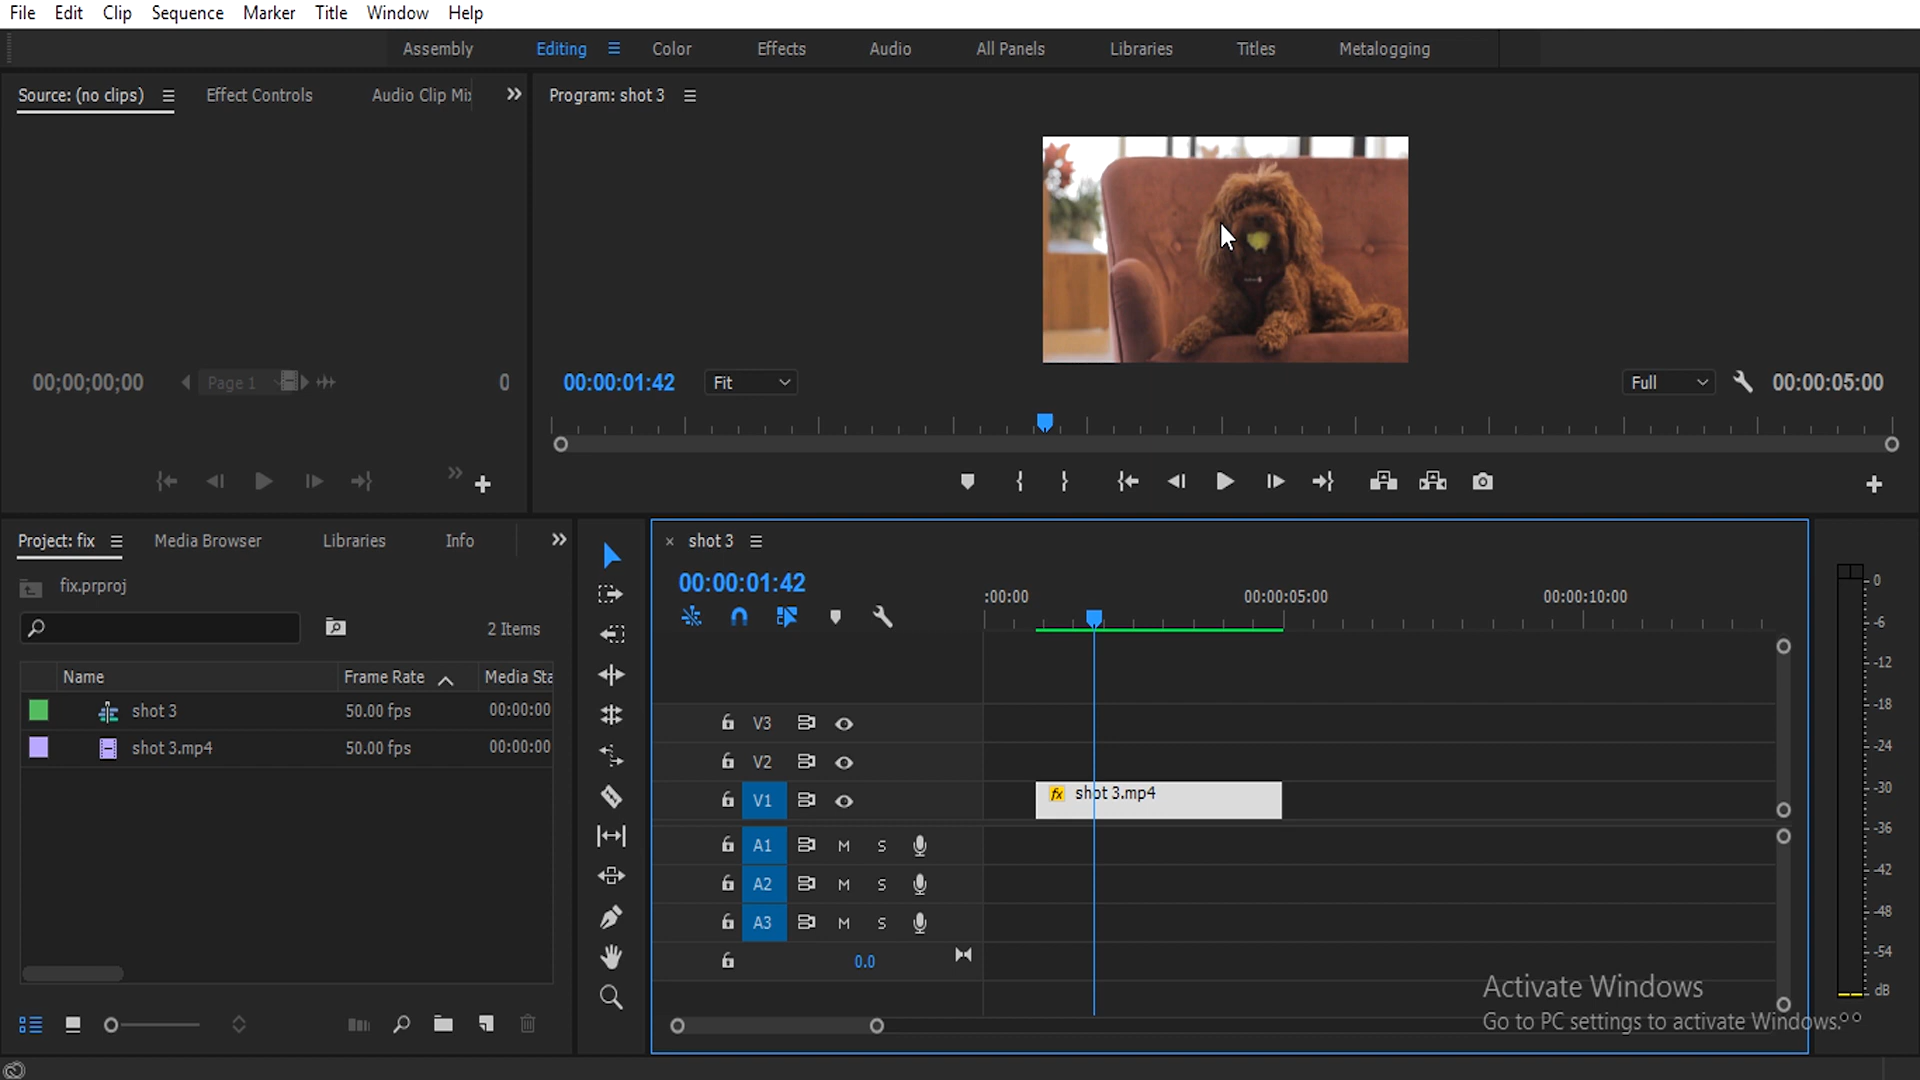 File Edit Clip Sequence Marker Title Window Help
Assembly Editing Color Effects Audio All Panels Libraries Titles Metalogging
Source: (no clips) Effect Controls Audio Clip Mix
Program: shot 3
00;00;00;00 Page 1 0
00:00:01:42 Fit Full 00:00:05:00
Project: fix Media Browser Libraries Info
fix.prproj
2 Items
Name Frame Rate Media Sta
shot 3 50.00 fps 00:00:00
shot 3.mp4 50.00 fps 00:00:00
× shot 3
00:00:01:42
:00:00 00:00:05:00 00:00:10:00
V3
V2
V1 fx shot 3.mp4
A1 M S
A2 M S
A3 M S
0.0
0
-6
-12
-18
-24
-30
-36
-42
-48
-54
dB
Activate Windows
Go to PC settings to activate Windows.